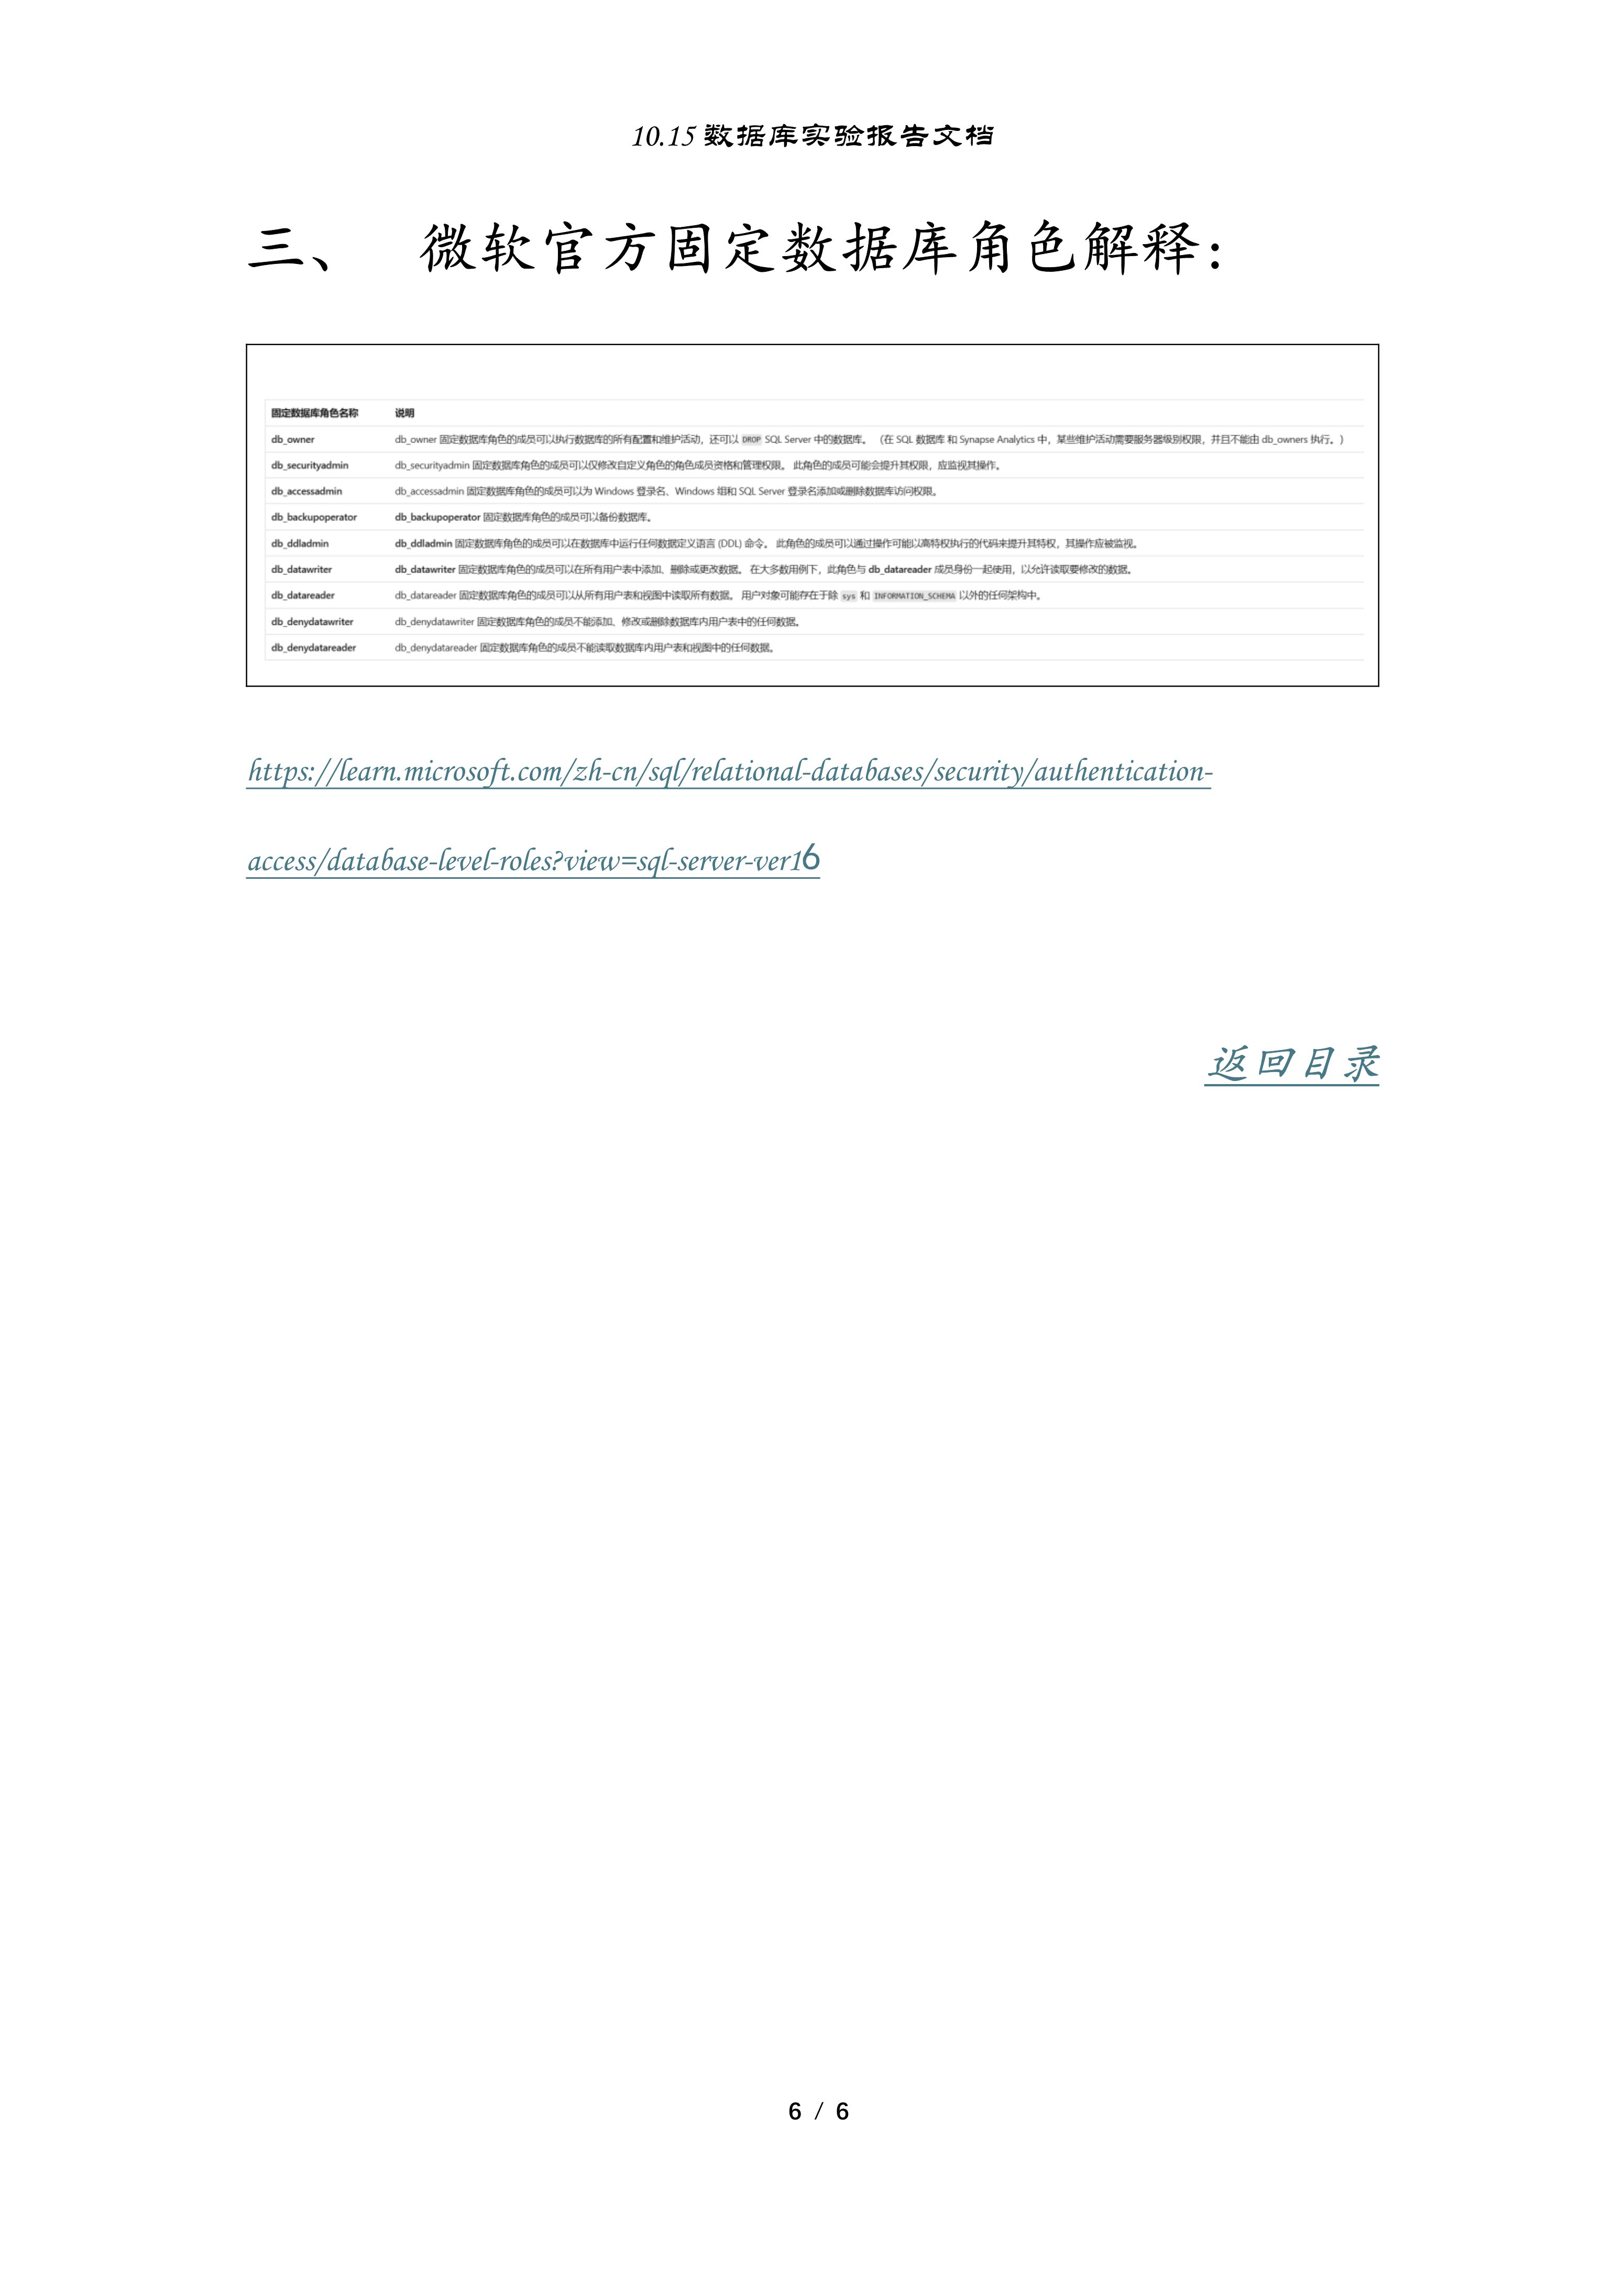 10.15 数据库实验报告文档
三、 微软官方固定数据库角色解释：
固定数据库角色名称 说明
db_owner db_owner 固定数据库角色的成员可以执行数据库的所有配置和维护活动，还可以 DROP SQL Server 中的数据库。 （在 SQL 数据库 和 Synapse Analytics 中，某些维护活动需要服务器级别权限，并且不能由 db_owners 执行。）
db_securityadmin db_securityadmin 固定数据库角色的成员可以仅修改自定义角色的角色成员资格和管理权限。 此角色的成员可能会提升其权限，应监视其操作。
db_accessadmin db_accessadmin 固定数据库角色的成员可以为 Windows 登录名、Windows 组和 SQL Server 登录名添加或删除数据库访问权限。
db_backupoperator db_backupoperator 固定数据库角色的成员可以备份数据库。
db_ddladmin db_ddladmin 固定数据库角色的成员可以在数据库中运行任何数据定义语言 (DDL) 命令。 此角色的成员可以通过操作可能以高特权执行的代码来提升其特权，其操作应被监视。
db_datawriter db_datawriter 固定数据库角色的成员可以在所有用户表中添加、删除或更改数据。 在大多数用例下，此角色与 db_datareader 成员身份一起使用，以允许读取要修改的数据。
db_datareader db_datareader 固定数据库角色的成员可以从所有用户表和视图中读取所有数据。 用户对象可能存在于除 sys 和 INFORMATION_SCHEMA 以外的任何架构中。
db_denydatawriter db_denydatawriter 固定数据库角色的成员不能添加、修改或删除数据库内用户表中的任何数据。
db_denydatareader db_denydatareader 固定数据库角色的成员不能读取数据库内用户表和视图中的任何数据。
https://learn.microsoft.com/zh-cn/sql/relational-databases/security/authentication-
access/database-level-roles?view=sql-server-ver16
返回目录
6 / 6